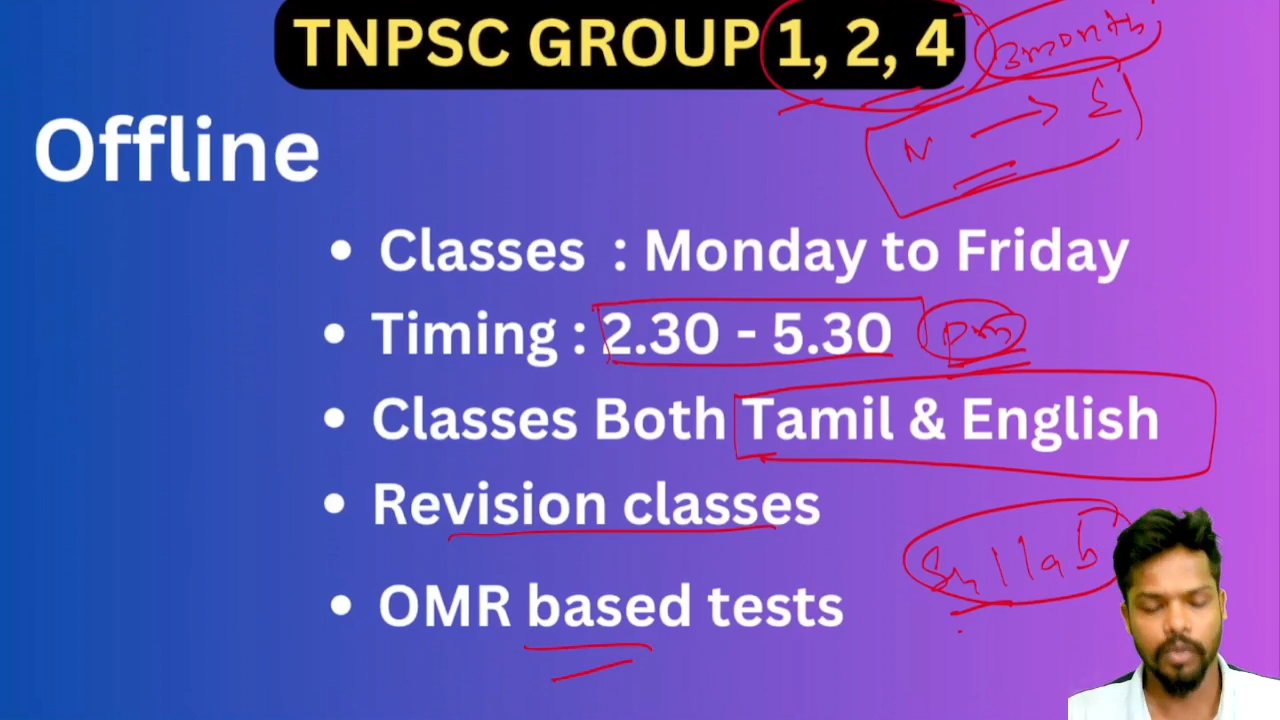 TNPSC GROUP 1, 2, 4
3month
N → E
Offline
• Classes : Monday to Friday
• Timing : 2.30 - 5.30 pm
• Classes Both Tamil & English
• Revision classes
• OMR based tests